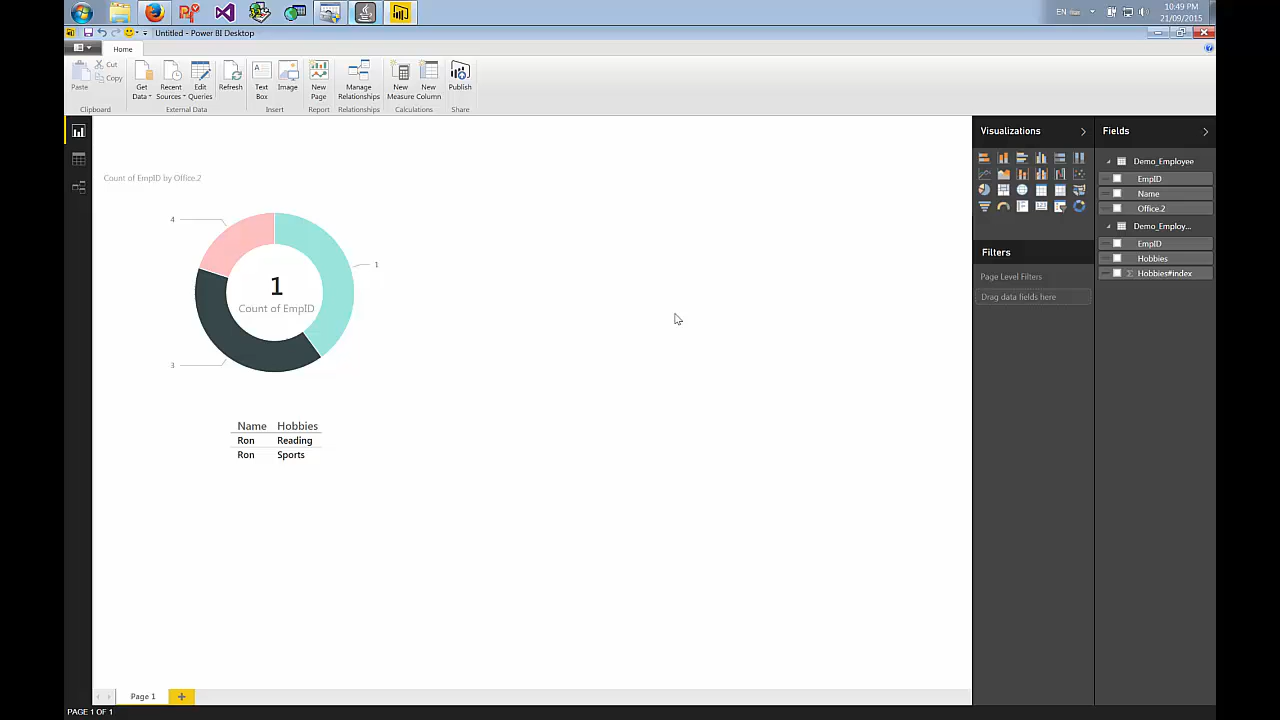 10:49 PM
EN
21/09/2015
Untitled - Power BI Desktop
Home
Paste
Cut
Copy
Get Data
Recent Sources
Edit Queries
Refresh
Text Box
Image
New Page
Manage Relationships
New Measure
New Column
Publish
Clipboard
External Data
Insert
Report
Relationships
Calculations
Share
Count of EmpID by Office.2
4
1
3
1
Count of EmpID
Name Hobbies
Ron Reading
Ron Sports
Visualizations
Filters
Page Level Filters
Drag data fields here
Fields
Demo_Employee
EmpID
Name
Office.2
Demo_Employ...
EmpID
Hobbies
Σ Hobbies#index
Page 1
PAGE 1 OF 1